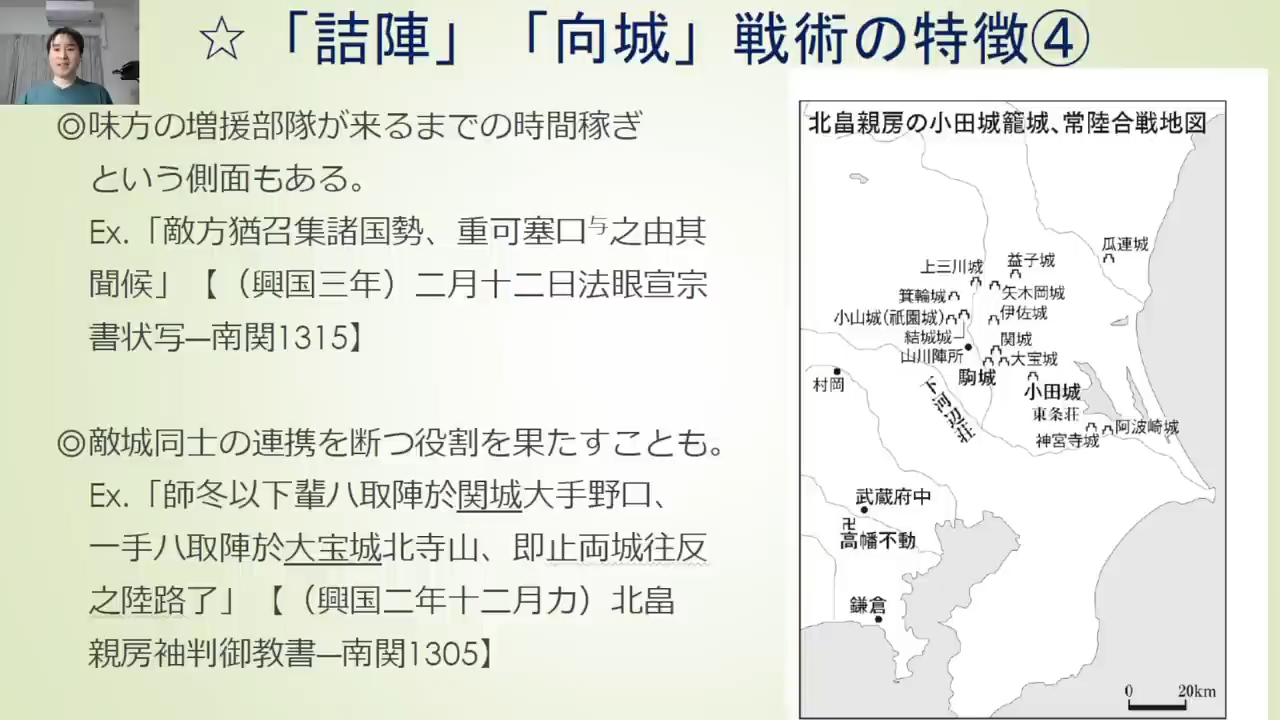 ☆「詰陣」「向城」戦術の特徴④
◎味方の増援部隊が来るまでの時間稼ぎ
という側面もある。
Ex.「敵方猶召集諸国勢、重可塞口与之由其
聞候」【（興国三年）二月十二日法眼宣宗
書状写―南関1315】
◎敵城同士の連携を断つ役割を果たすことも。
Ex.「師冬以下輩八取陣於関城大手野口、
一手八取陣於大宝城北寺山、即止両城往反
之陸路了」【（興国二年十二月カ）北畠
親房袖判御教書―南関1305】
北畠親房の小田城籠城、常陸合戦地図
瓜連城
益子城
上三川城
矢木岡城
箕輪城
伊佐城
小山城(祇園城)
結城城
関城
山川陣所
大宝城
駒城
村岡
小田城
下河辺荘
東条荘
阿波崎城
神宮寺城
武蔵府中
卍
高幡不動
鎌倉
0 20km